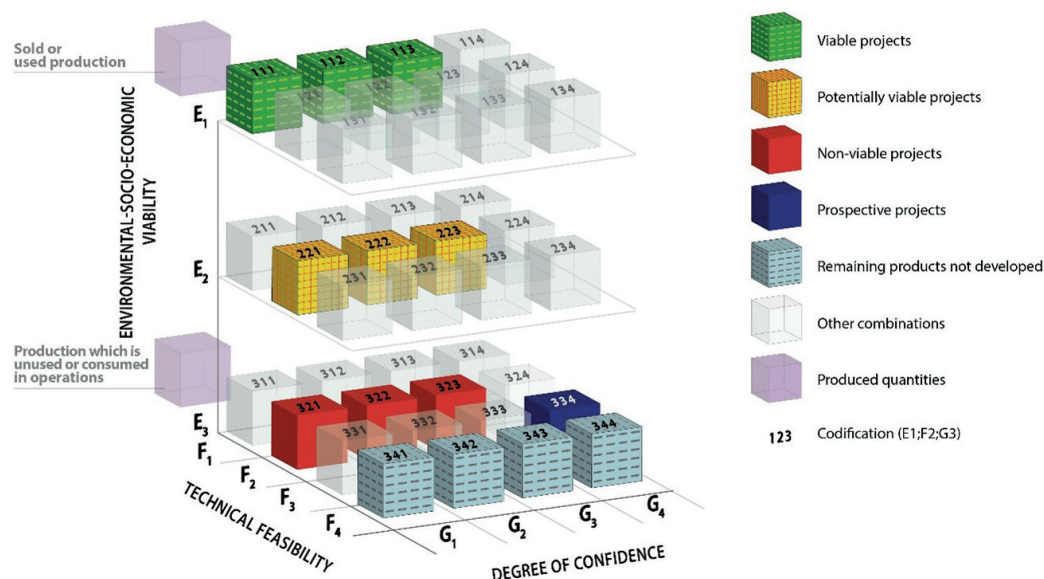 Sold or
used production
ENVIRONMENTAL-SOCIO-ECONOMIC
VIABILITY
Production which is
unused or consumed
in operations
E1
111
112
113
114
121
122
123
124
131
132
133
134
E2
211
212
213
214
221
222
223
224
231
232
233
234
E3
311
312
313
314
321
322
323
324
331
332
333
334
341
342
343
344
F1
F2
F3
F4
TECHNICAL FEASIBILITY
G1
G2
G3
G4
DEGREE OF CONFIDENCE
Viable projects
Potentially viable projects
Non-viable projects
Prospective projects
Remaining products not developed
Other combinations
Produced quantities
123 Codification (E1;F2;G3)